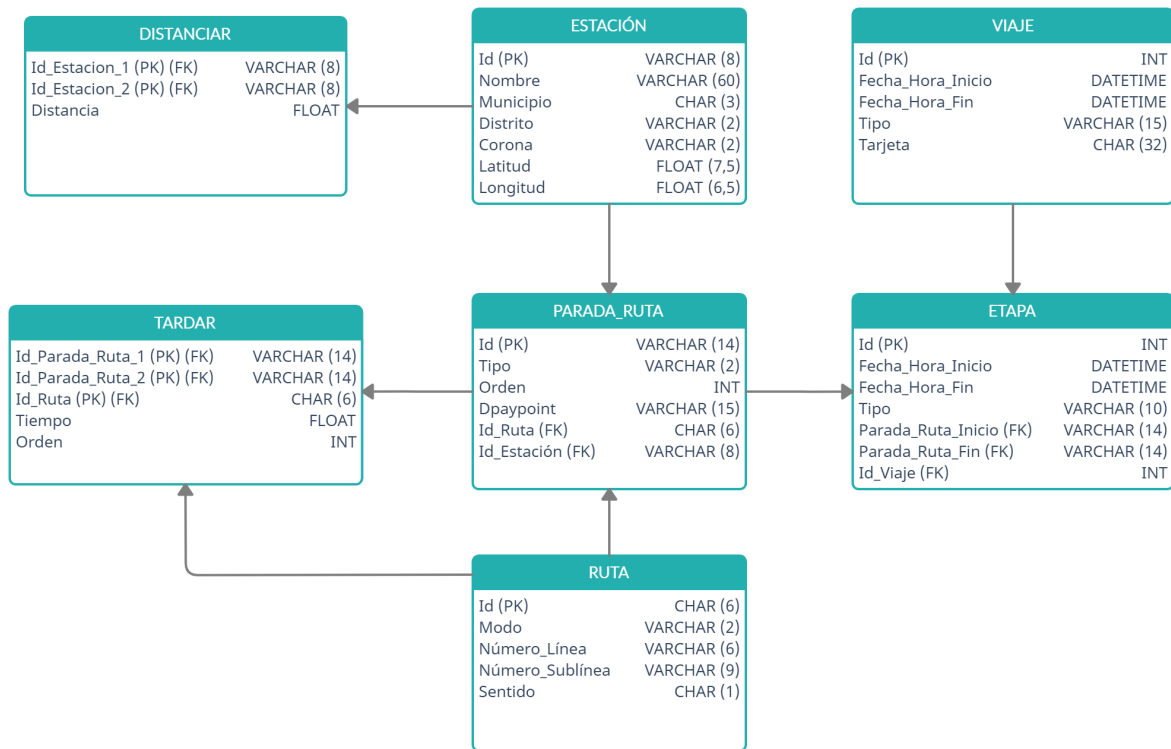 DISTANCIAR
Id_Estacion_1 (PK) (FK) VARCHAR (8)
Id_Estacion_2 (PK) (FK) VARCHAR (8)
Distancia FLOAT
ESTACIÓN
Id (PK) VARCHAR (8)
Nombre VARCHAR (60)
Municipio CHAR (3)
Distrito VARCHAR (2)
Corona VARCHAR (2)
Latitud FLOAT (7,5)
Longitud FLOAT (6,5)
VIAJE
Id (PK) INT
Fecha_Hora_Inicio DATETIME
Fecha_Hora_Fin DATETIME
Tipo VARCHAR (15)
Tarjeta CHAR (32)
TARDAR
Id_Parada_Ruta_1 (PK) (FK) VARCHAR (14)
Id_Parada_Ruta_2 (PK) (FK) VARCHAR (14)
Id_Ruta (PK) (FK) CHAR (6)
Tiempo FLOAT
Orden INT
PARADA_RUTA
Id (PK) VARCHAR (14)
Tipo VARCHAR (2)
Orden INT
Dpaypoint VARCHAR (15)
Id_Ruta (FK) CHAR (6)
Id_Estación (FK) VARCHAR (8)
ETAPA
Id (PK) INT
Fecha_Hora_Inicio DATETIME
Fecha_Hora_Fin DATETIME
Tipo VARCHAR (10)
Parada_Ruta_Inicio (FK) VARCHAR (14)
Parada_Ruta_Fin (FK) VARCHAR (14)
Id_Viaje (FK) INT
RUTA
Id (PK) CHAR (6)
Modo VARCHAR (2)
Número_Línea VARCHAR (6)
Número_Sublínea VARCHAR (9)
Sentido CHAR (1)